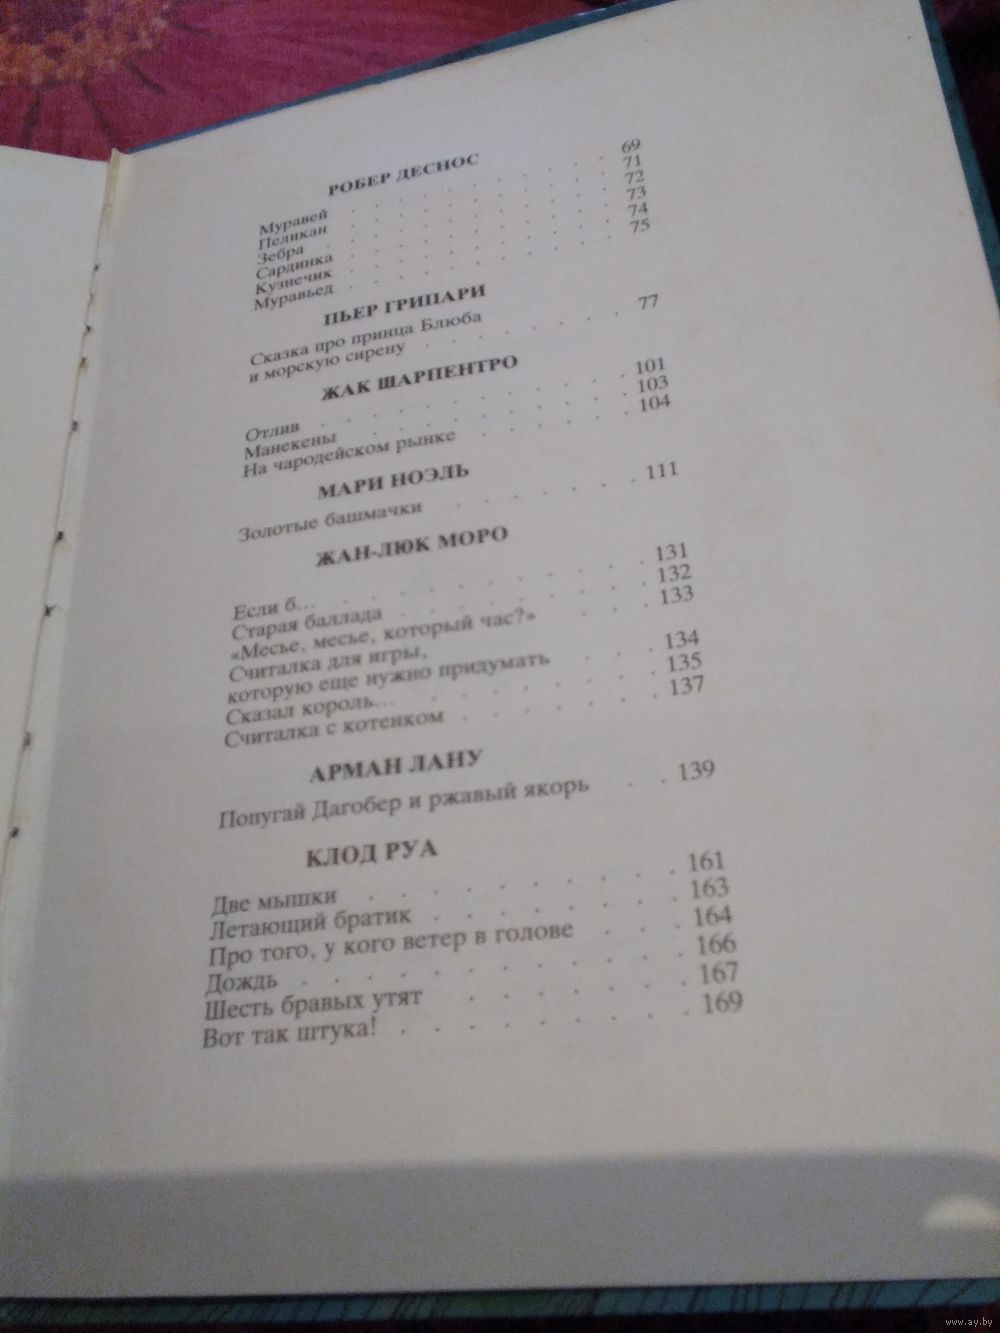 РОБЕР ДЕСНОС
Муравей . . . . . . . . . 69
Пеликан . . . . . . . . . 71
Зебра . . . . . . . . . 72
Сардинка . . . . . . . . . 73
Кузнечик . . . . . . . . . 74
Муравьед . . . . . . . . . 75
ПЬЕР ГРИПАРИ
Сказка про принца Блюба
и морскую сирену . . . . . . . 77
ЖАК ШАРПЕНТРО
Отлив . . . . . . . . . 101
Манекены . . . . . . . . . 103
На чародейском рынке . . . . . 104
МАРИ НОЭЛЬ
Золотые башмачки . . . . . . . 111
ЖАН-ЛЮК МОРО
Если б... . . . . . . . . . 131
Старая баллада . . . . . . . . 132
«Месье, месье, который час?» . . . 133
Считалка для игры,
которую еще нужно придумать . . . 134
Сказал король... . . . . . . . . 135
Считалка с котенком . . . . . . . 137
АРМАН ЛАНУ
Попугай Дагобер и ржавый якорь . . 139
КЛОД РУА
Две мышки . . . . . . . . . . 161
Летающий братик . . . . . . . . 163
Про того, у кого ветер в голове . . . 164
Дождь . . . . . . . . . . . 166
Шесть бравых утят . . . . . . . 167
Вот так штука! . . . . . . . . . 169
www.ay.by